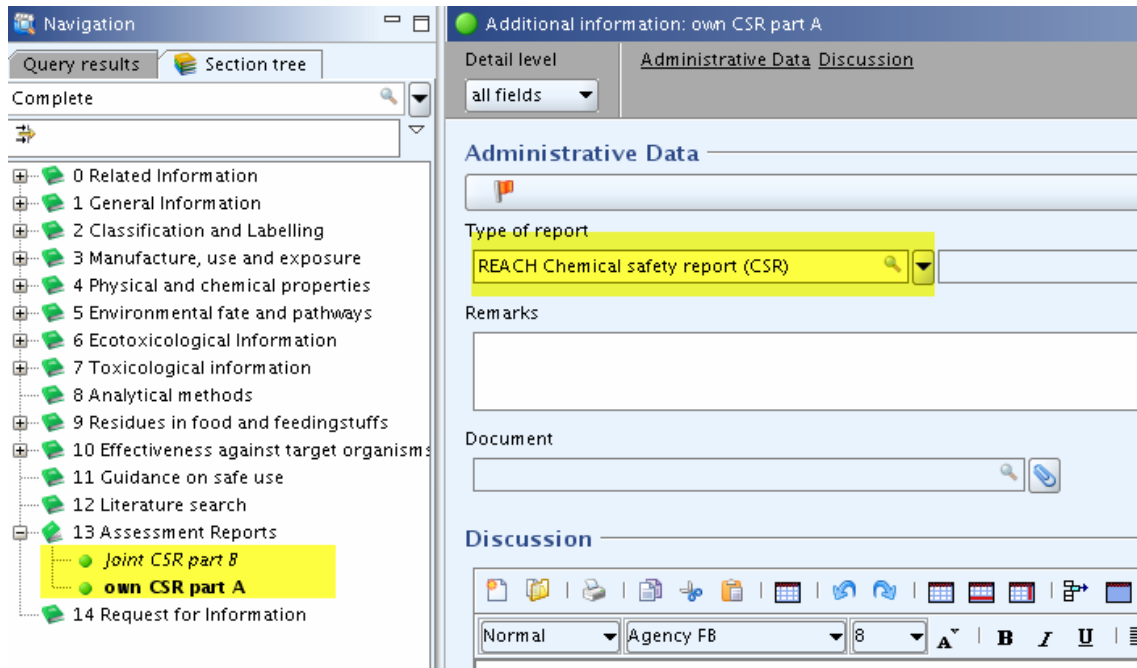 Navigation
Query results
Section tree
Complete
0 Related Information
1 General Information
2 Classification and Labelling
3 Manufacture, use and exposure
4 Physical and chemical properties
5 Environmental fate and pathways
6 Ecotoxicological Information
7 Toxicological information
8 Analytical methods
9 Residues in food and feedingstuffs
10 Effectiveness against target organisms
11 Guidance on safe use
12 Literature search
13 Assessment Reports
Joint CSR part B
own CSR part A
14 Request for Information
Additional information: own CSR part A
Detail level
Administrative Data Discussion
all fields
Administrative Data
Type of report
REACH Chemical safety report (CSR)
Remarks
Document
Discussion
Normal
Agency FB
8
A
B I U